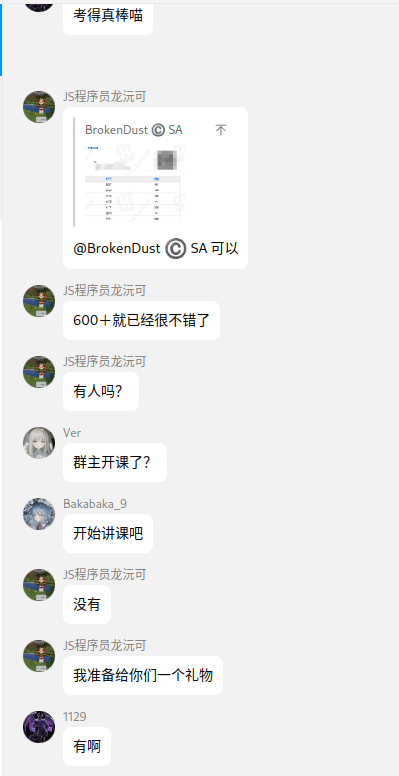 考得真棒喵
JS程序员龙沅可
BrokenDust © SA
@BrokenDust © SA 可以
JS程序员龙沅可
600＋就已经很不错了
JS程序员龙沅可
有人吗？
Ver
群主开课了？
Bakabaka_9
开始讲课吧
JS程序员龙沅可
没有
JS程序员龙沅可
我准备给你们一个礼物
1129
有啊